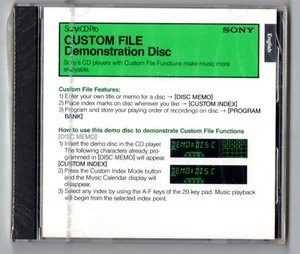 Sony CD Pro
CUSTOM FILE
Demonstration Disc
SONY
English
Sony's CD players with Custom File Functions make music more
enjoyable.
Custom File Features:
1) Enter your own title or memo for a disc → [DISC MEMO]
2) Place index marks on disc wherever you like → [CUSTOM INDEX]
3) Program and store your playing order of recording on disc → [PROGRAM
BANK]
How to use this demo disc to demonstrate Custom File Functions
[DISC MEMO]
1) Insert the demo disc in the CD player.
The following characters already pro-
grammed in [DISC MEMO] will appear.
[CUSTOM INDEX]
2) Press the Custom Index Mode button
and the Music Calendar display will
disappear.
3) Select any index by using the A-F keys of the 20-key pad. Music playback
will begin from the selected index point.
DEMO:DISC
DEMO:DISC